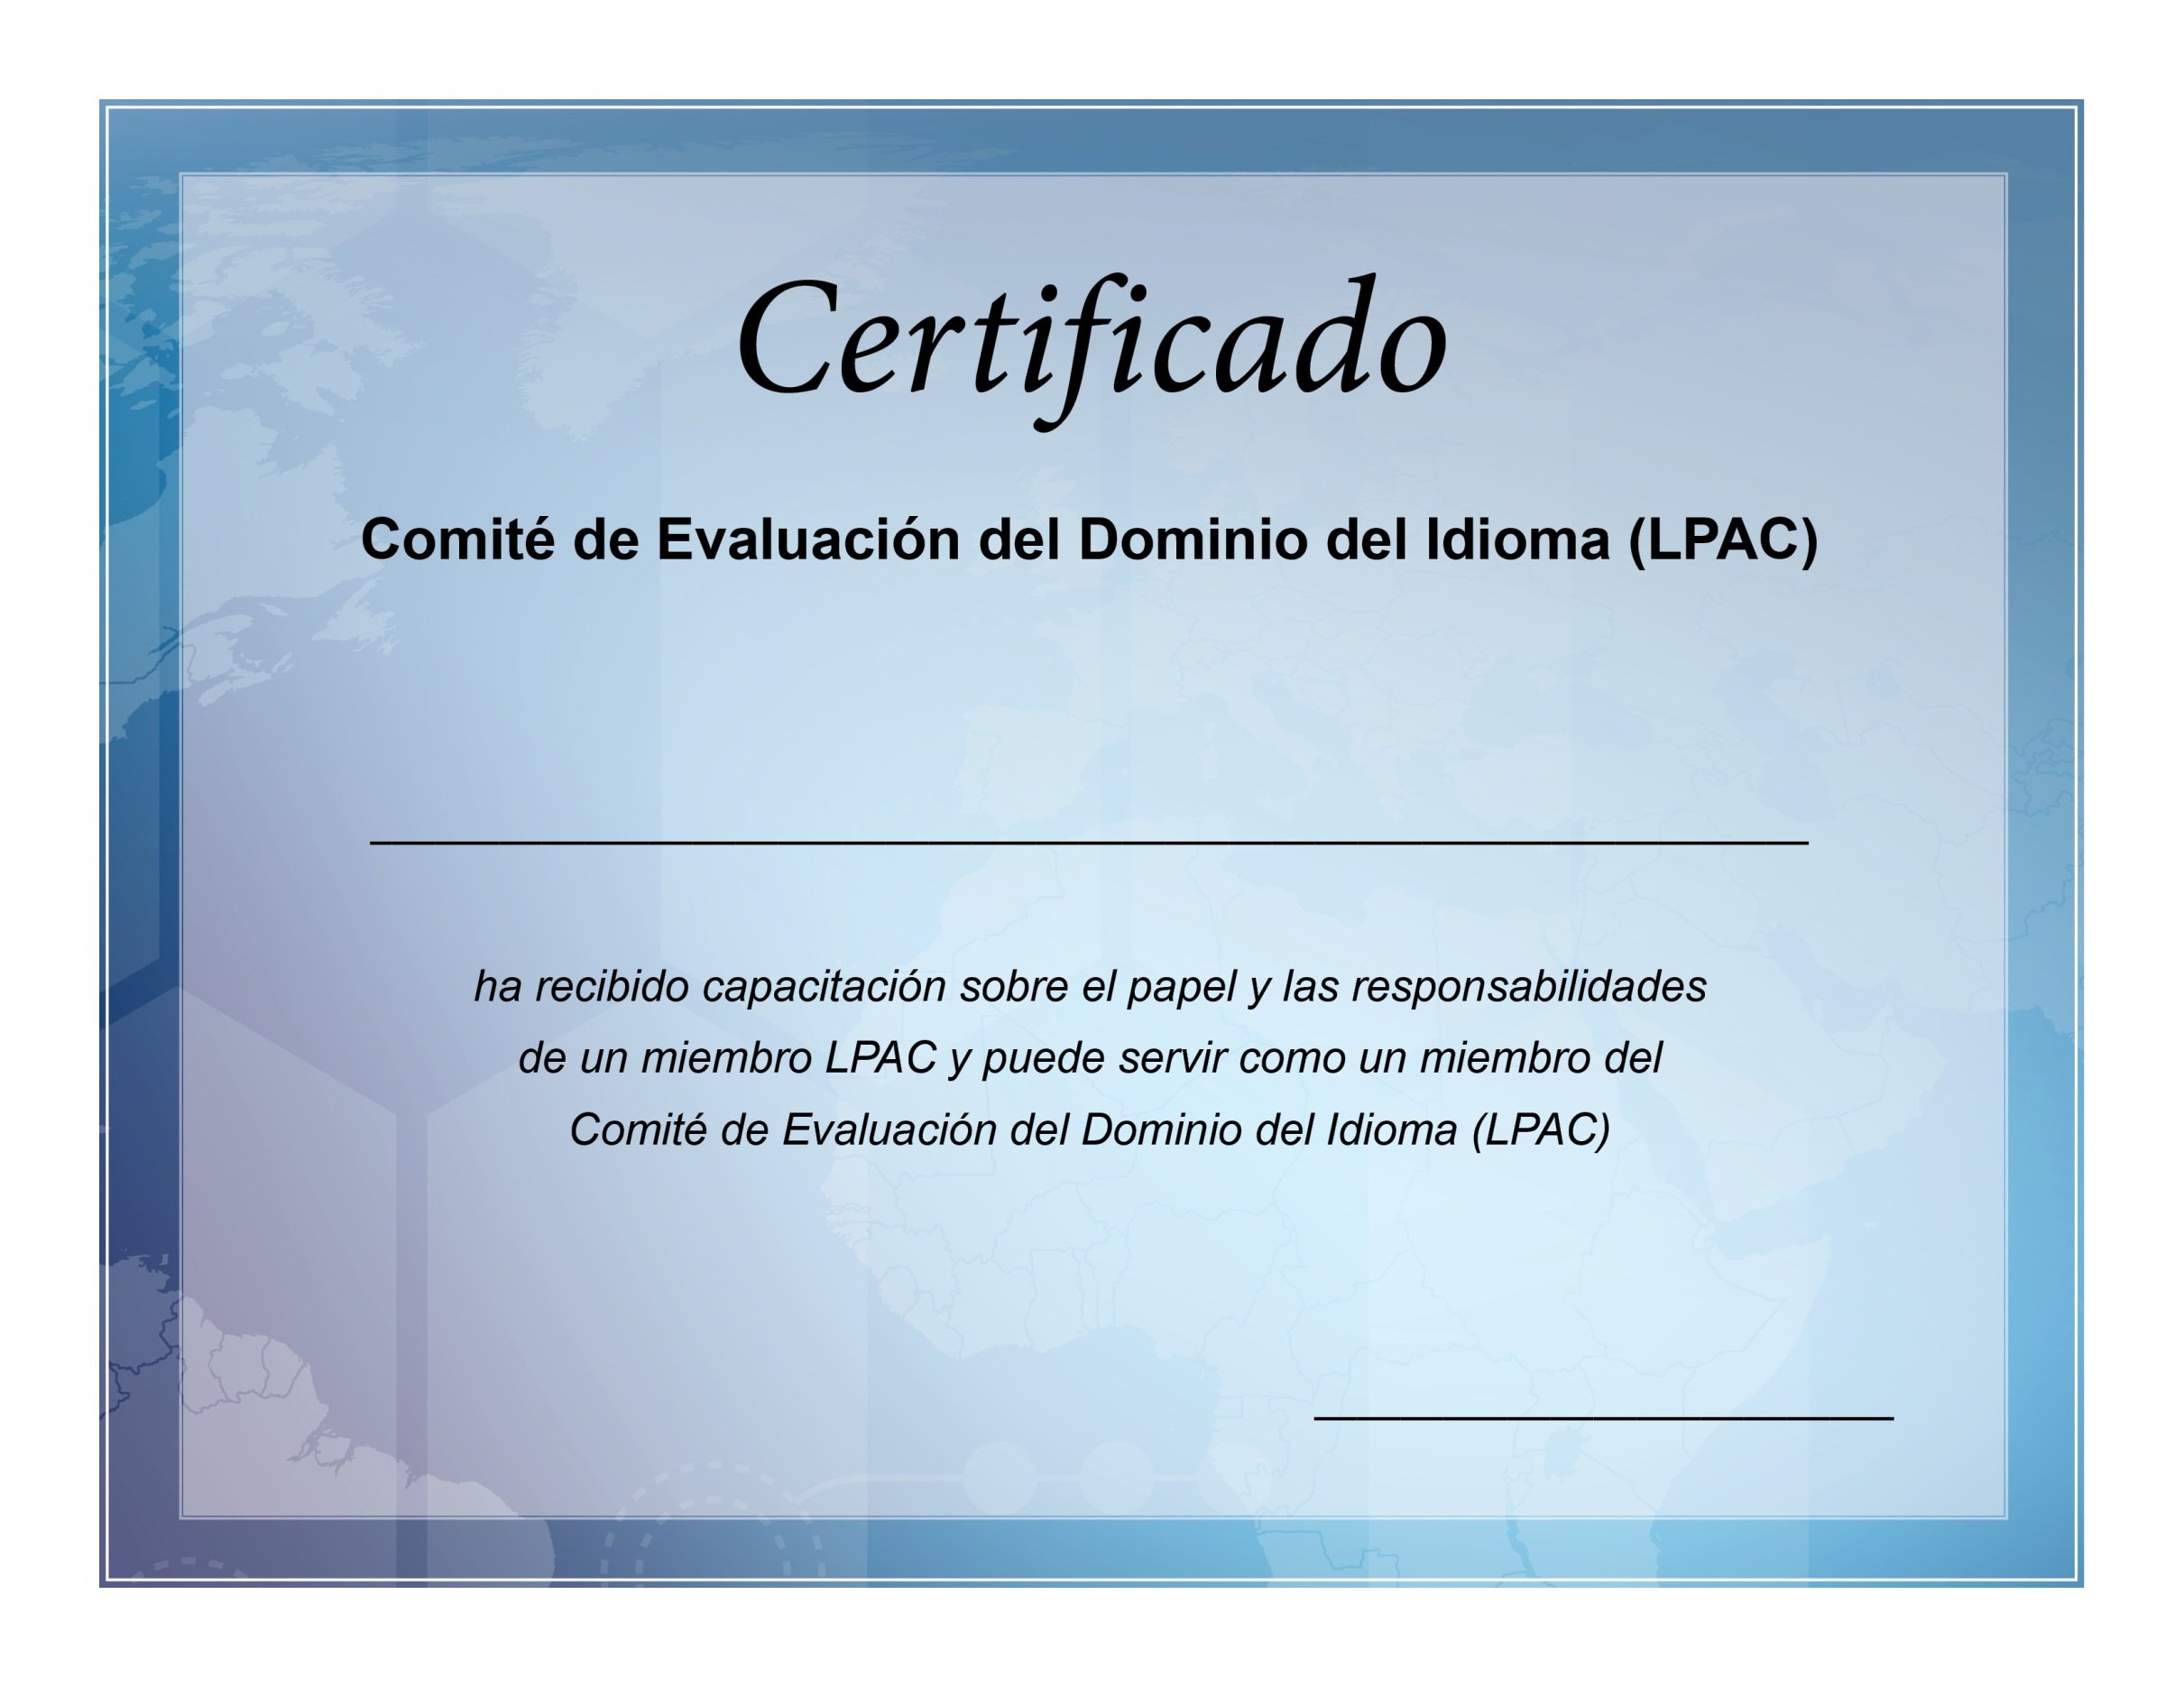 Certificado
Comité de Evaluación del Dominio del Idioma (LPAC)
ha recibido capacitación sobre el papel y las responsabilidades
de un miembro LPAC y puede servir como un miembro del
Comité de Evaluación del Dominio del Idioma (LPAC)